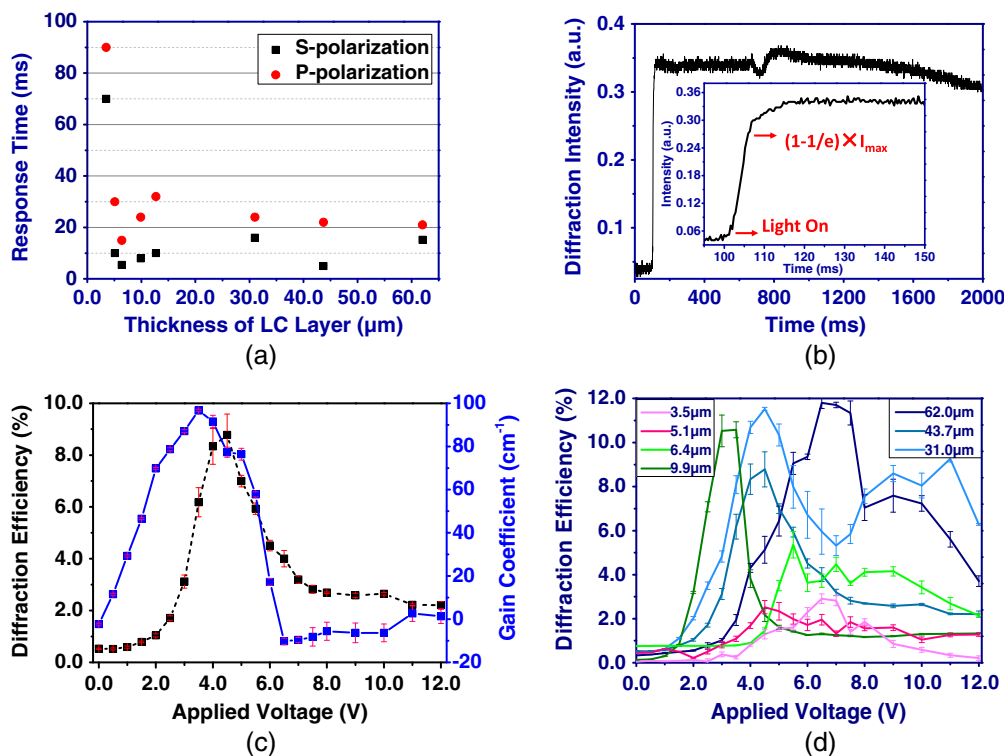 100
90
80
70
60
50
40
30
20
10
0
Response Time (ms)
S-polarization
P-polarization
0.0 10.0 20.0 30.0 40.0 50.0 60.0
Thickness of LC Layer (µm)
(a)
0.4
0.3
0.2
0.1
Diffraction Intensity (a.u.)
0.36
0.30
0.24
0.18
0.12
0.06
Intensity (a.u.)
(1-1/e)×Imax
Light On
100 110 120 130 140 150
Time (ms)
0 400 800 1200 1600 2000
Time (ms)
(b)
10.0
8.0
6.0
4.0
2.0
0.0
Diffraction Efficiency (%)
100
80
60
40
20
0
-20
Gain Coefficient (cm⁻¹)
0.0 2.0 4.0 6.0 8.0 10.0 12.0
Applied Voltage (V)
(c)
12.0
10.0
8.0
6.0
4.0
2.0
0.0
Diffraction Efficiency (%)
3.5µm
5.1µm
6.4µm
9.9µm
62.0µm
43.7µm
31.0µm
0.0 2.0 4.0 6.0 8.0 10.0 12.0
Applied Voltage (V)
(d)